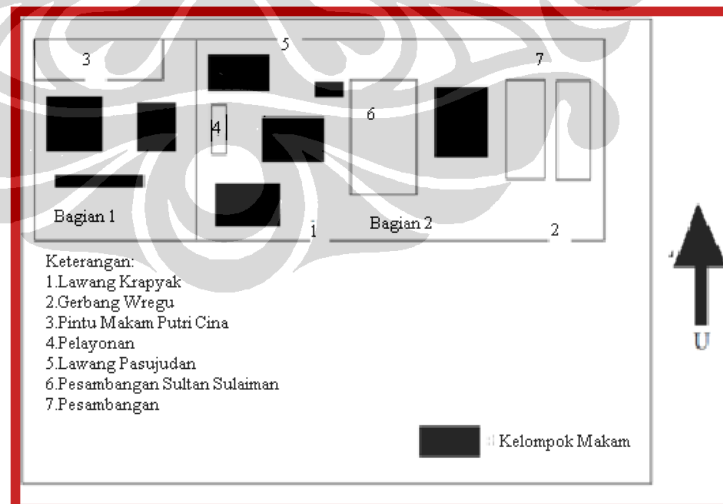 5
3
7
6
4
Bagian 1
1
Bagian 2
2
Keterangan:
1.Lawang Krapyak
2.Gerbang Wregu
3.Pintu Makam Putri Cina
4.Pelayonan
5.Lawang Pasujudan
6.Pesambangan Sultan Sulaiman
7.Pesambangan
: Kelompok Makam
U